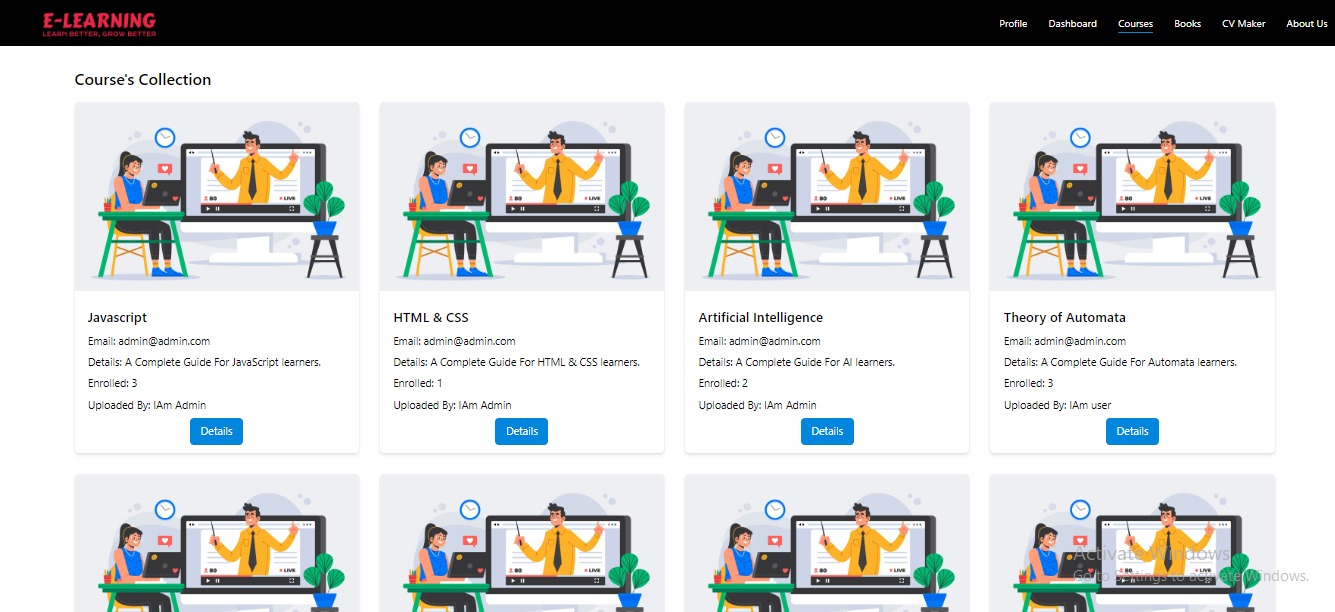 E-LEARNING
LEARN BETTER, GROW BETTER
Profile Dashboard Courses Books CV Maker About Us
Course's Collection
80 LIVE
80 LIVE
80 LIVE
80 LIVE
Javascript
Email: admin@admin.com
Details: A Complete Guide For JavaScript learners.
Enrolled: 3
Uploaded By: IAm Admin
Details
HTML & CSS
Email: admin@admin.com
Details: A Complete Guide For HTML & CSS learners.
Enrolled: 1
Uploaded By: IAm Admin
Details
Artificial Intelligence
Email: admin@admin.com
Details: A Complete Guide For AI learners.
Enrolled: 2
Uploaded By: IAm Admin
Details
Theory of Automata
Email: admin@admin.com
Details: A Complete Guide For Automata learners.
Enrolled: 3
Uploaded By: IAm user
Details
80 LIVE
80 LIVE
80 LIVE
80 LIVE
Activate Windows
Go to Settings to activate Windows.